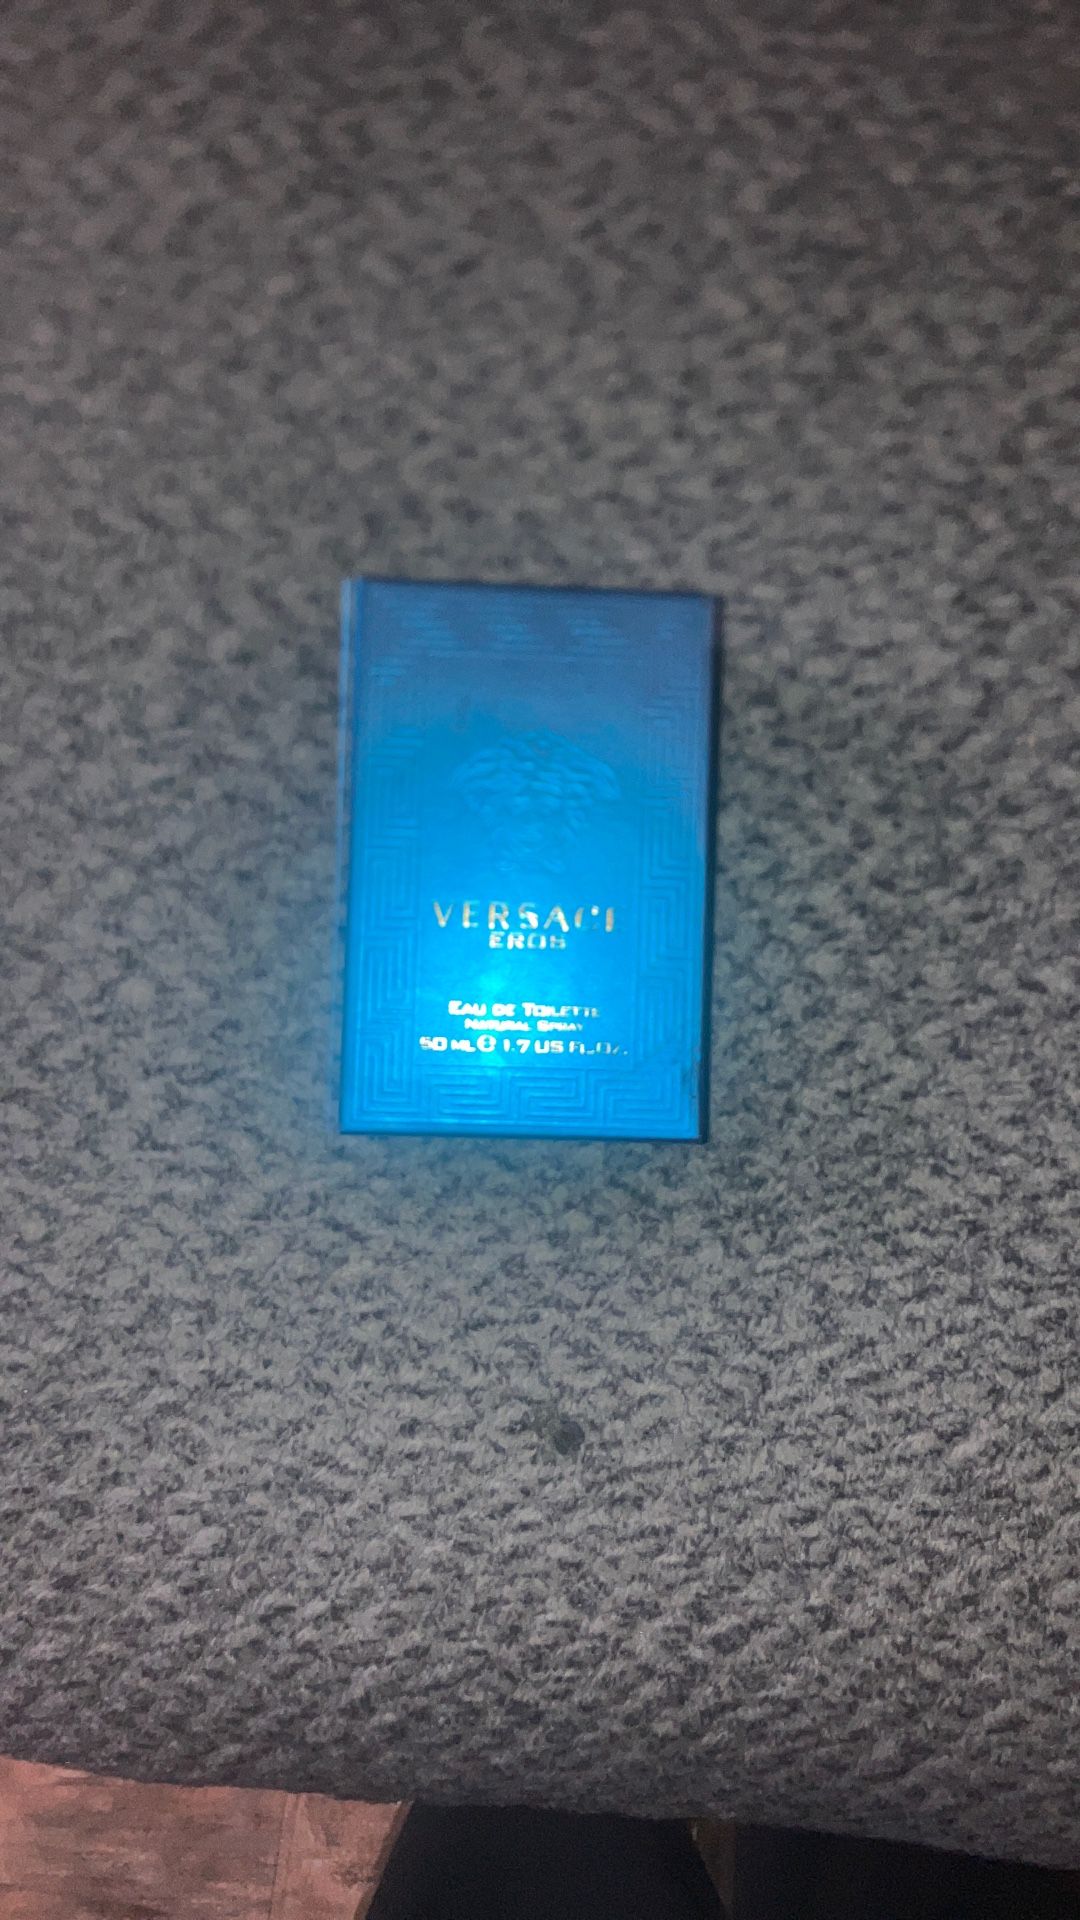 VERSACE
EROS
EAU DE TOILETTE
NATURAL SPRAY
50 ML ℮ 1.7 US FL.OZ.